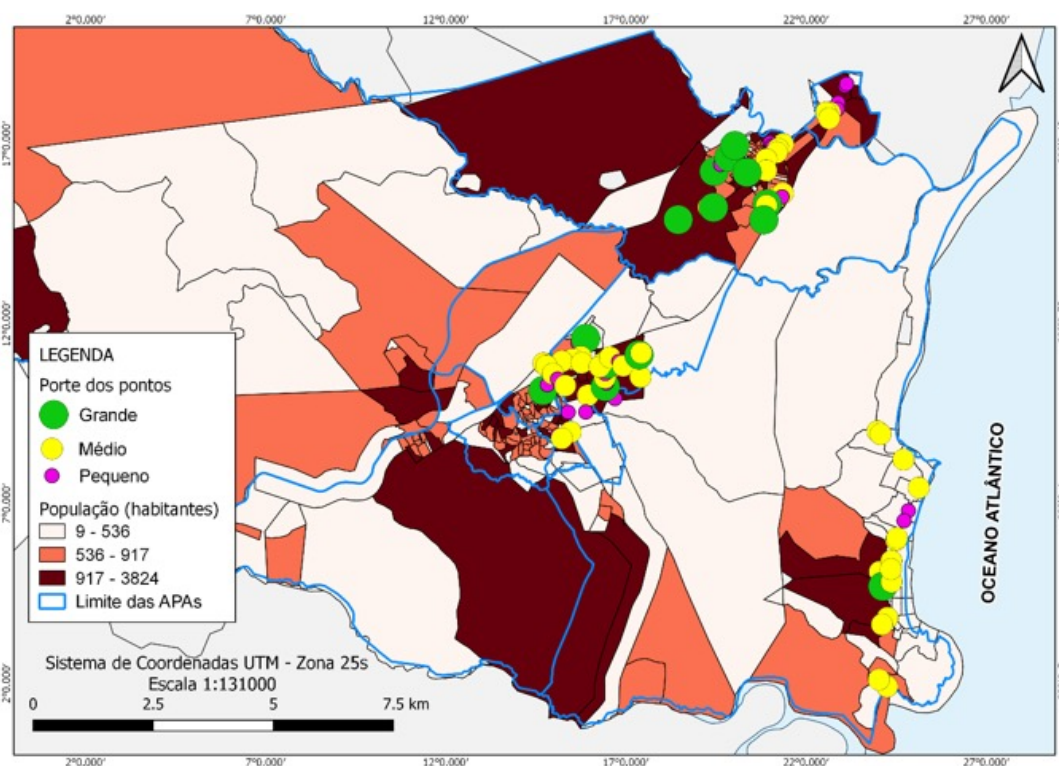 2°0.000' 7°0.000' 12°0.000' 17°0.000' 22°0.000' 27°0.000'
17°0.000'
12°0.000'
7°0.000'
2°0.000'
LEGENDA
Porte dos pontos
Grande
Médio
Pequeno
População (habitantes)
9 - 536
536 - 917
917 - 3824
Limite das APAs
OCEANO ATLÂNTICO
Sistema de Coordenadas UTM - Zona 25s
Escala 1:131000
0 2.5 5 7.5 km
2°0.000' 7°0.000' 12°0.000' 17°0.000' 22°0.000' 27°0.000'